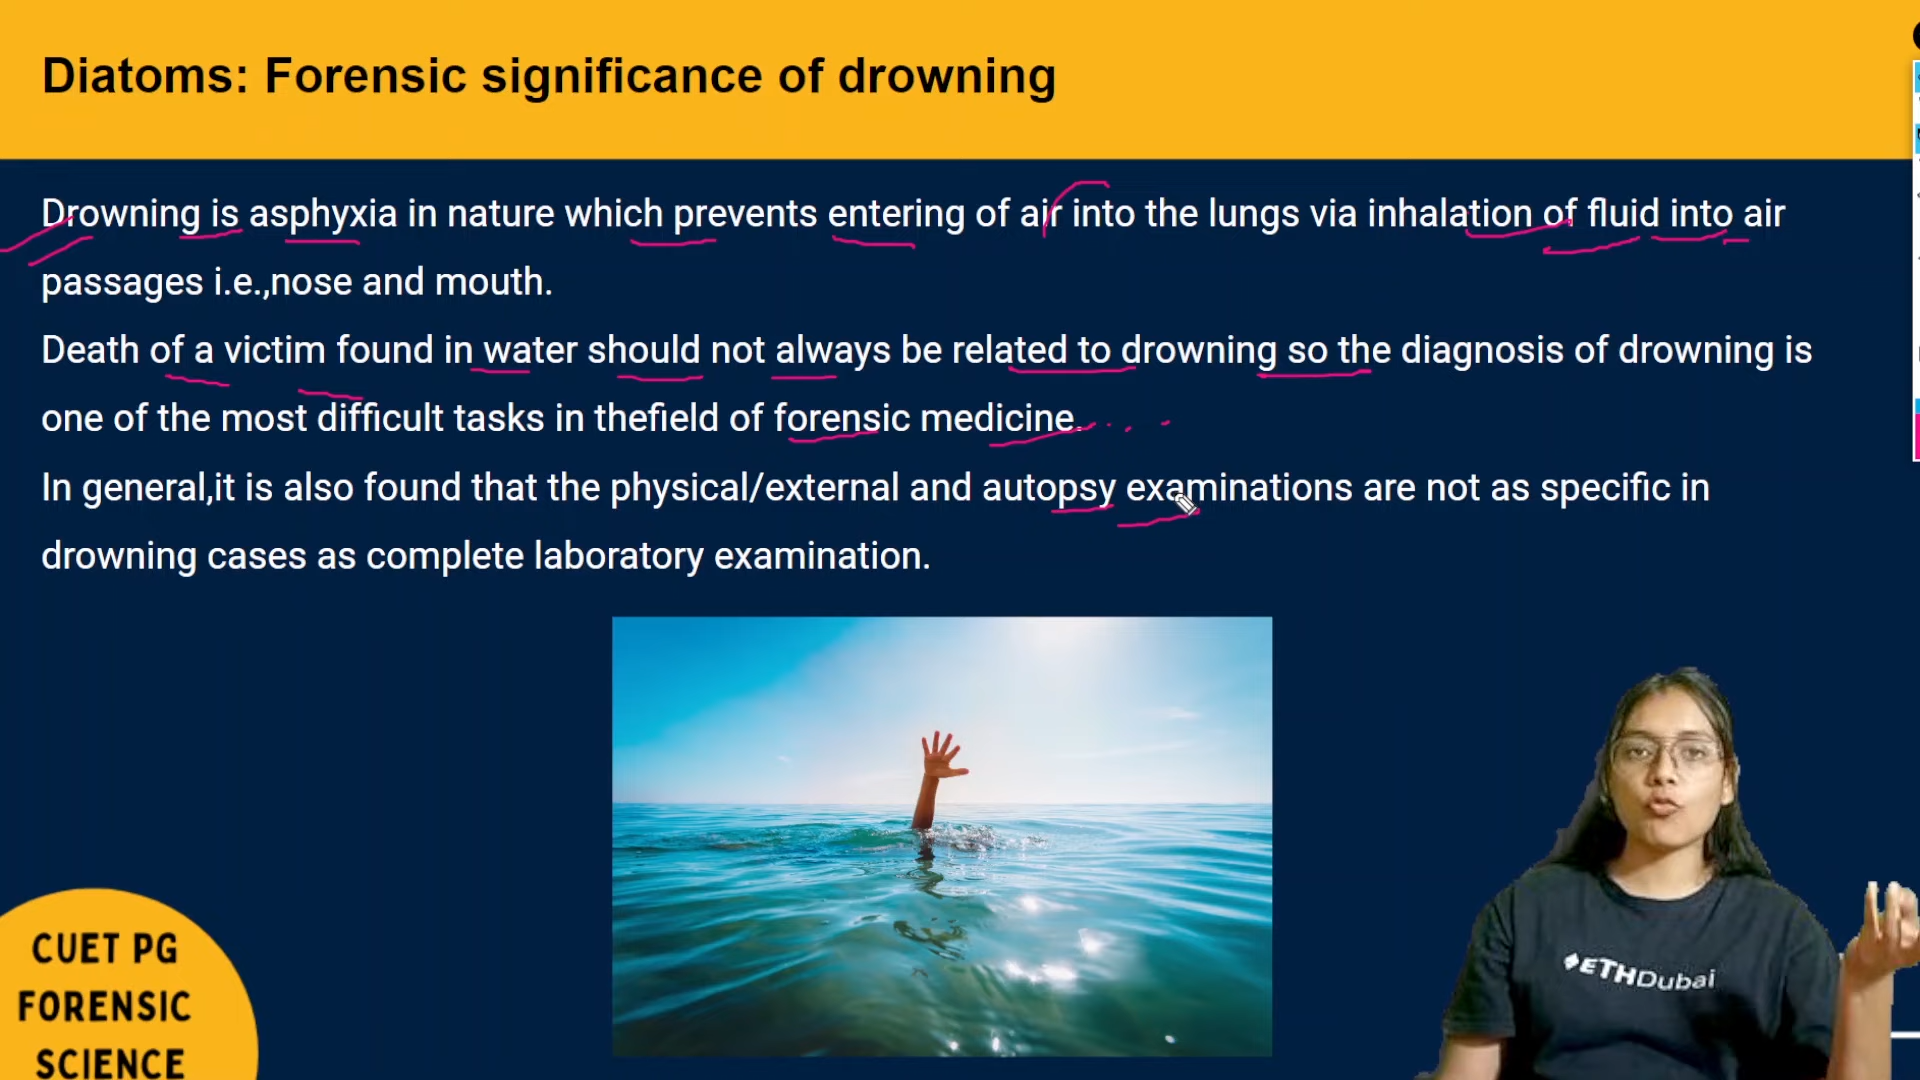 Diatoms: Forensic significance of drowning
Drowning is asphyxia in nature which prevents entering of air into the lungs via inhalation of fluid into air
passages i.e.,nose and mouth.
Death of a victim found in water should not always be related to drowning so the diagnosis of drowning is
one of the most difficult tasks in thefield of forensic medicine.
In general,it is also found that the physical/external and autopsy examinations are not as specific in
drowning cases as complete laboratory examination.
CUET PG
FORENSIC
SCIENCE
ETHDubai